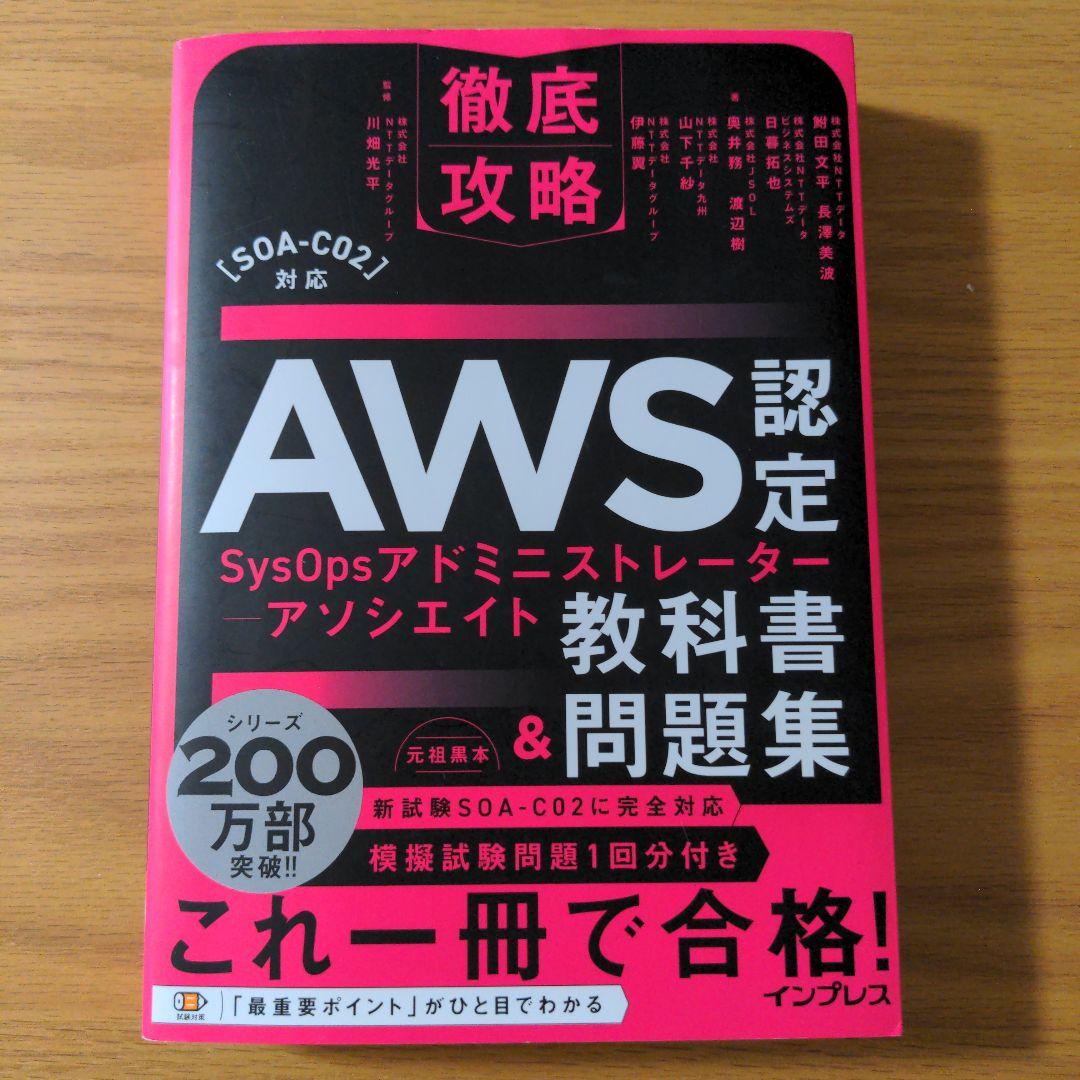 徹底
攻略
著
株式会社NTTデータ
鮒田文平 長澤美波
株式会社NTTデータ
ビジネスシステムズ
日暮拓也
株式会社JSOL
奥井務 渡辺樹
株式会社
NTTデータ九州
山下千紗
株式会社
NTTデータグループ
伊藤翼
監修
株式会社
NTTデータグループ
川畑光平
[SOA-C02]
対応
AWS認定
SysOpsアドミニストレーター
―アソシエイト
教科書
&問題集
シリーズ
200
万部
突破!!
元祖黒本
新試験SOA-C02に完全対応
模擬試験問題1回分付き
これ一冊で合格!
インプレス
試験対策
「最重要ポイント」がひと目でわかる